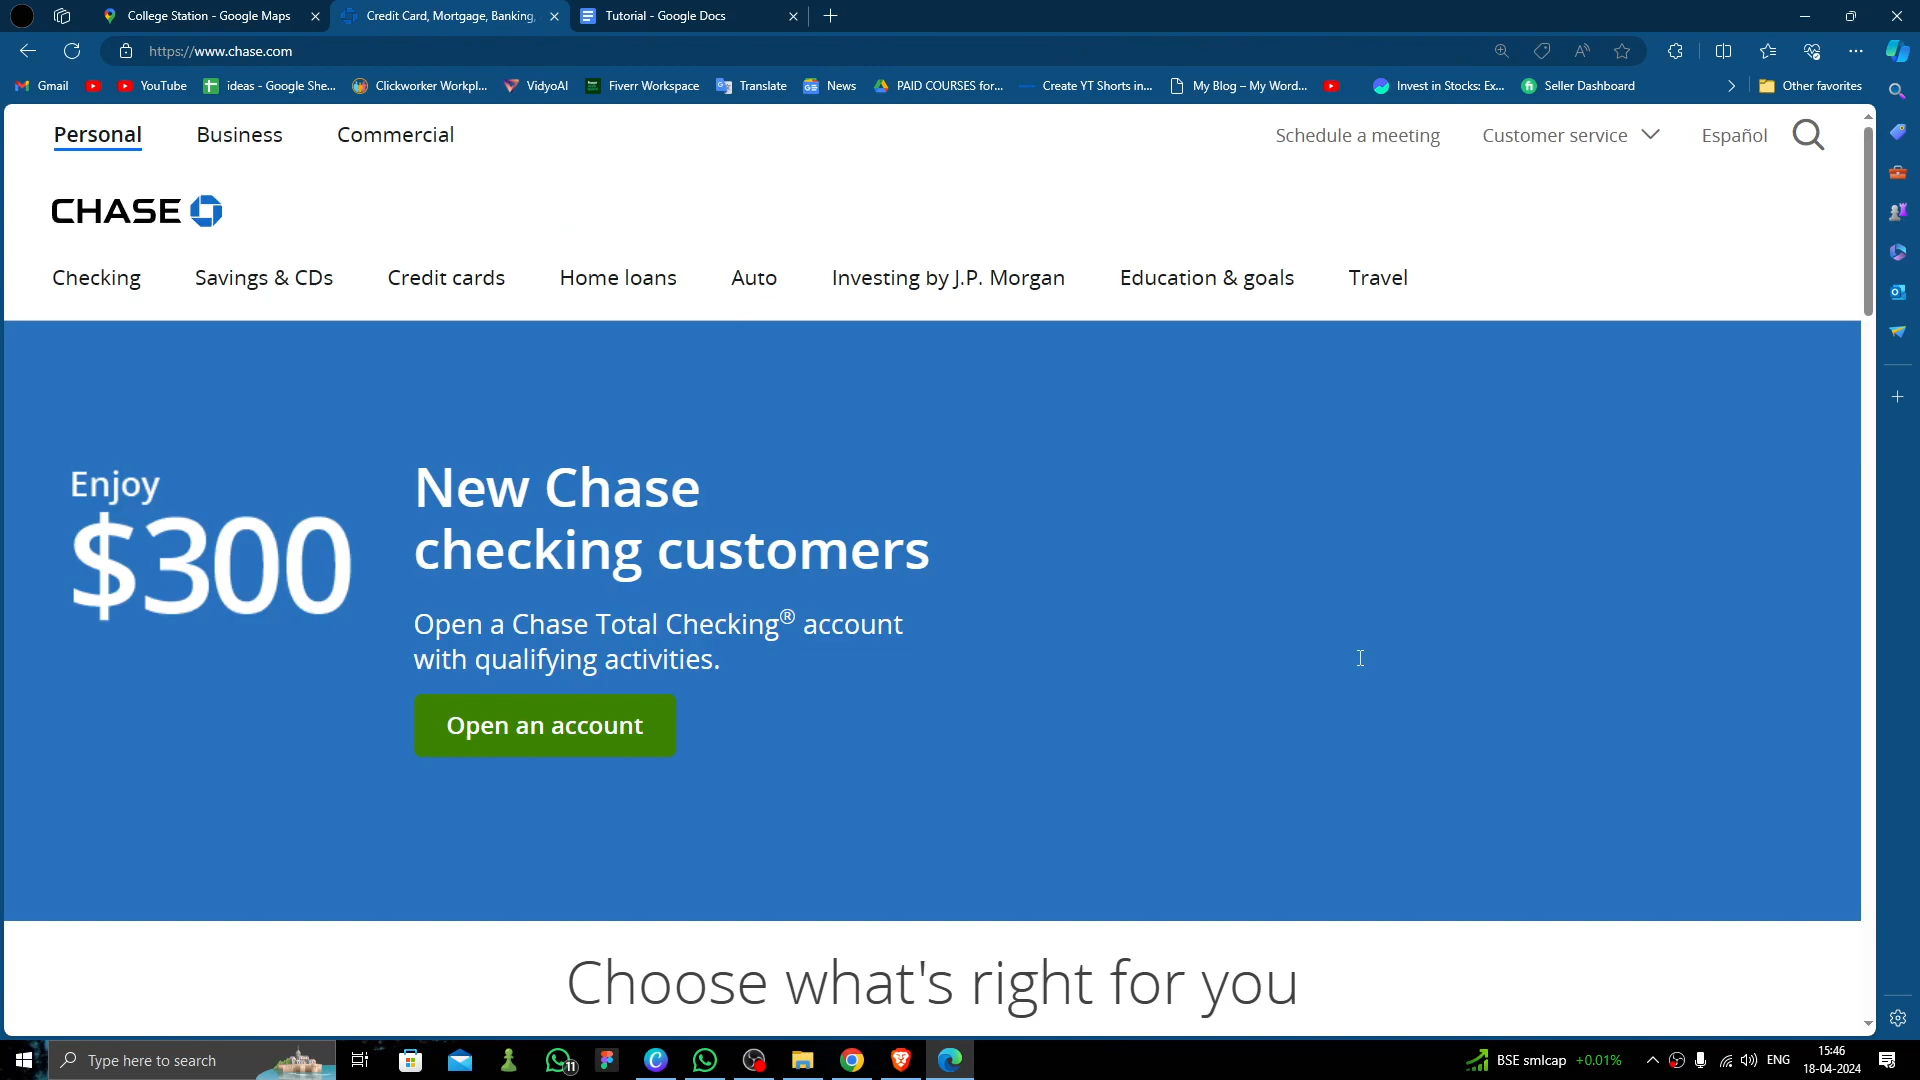 College Station - Google Maps
Credit Card, Mortgage, Banking,
Tutorial - Google Docs
https://www.chase.com
Gmail
YouTube
ideas - Google She...
Clickworker Workpl...
VidyoAI
Fiverr Workspace
Translate
News
PAID COURSES for...
Create YT Shorts in...
My Blog – My Word...
Invest in Stocks: Ex...
Seller Dashboard
Other favorites
Personal
Business
Commercial
Schedule a meeting
Customer service
Español
CHASE
Checking
Savings & CDs
Credit cards
Home loans
Auto
Investing by J.P. Morgan
Education & goals
Travel
Enjoy
$300
New Chase
checking customers
Open a Chase Total Checking® account
with qualifying activities.
Open an account
Choose what's right for you
Type here to search
11
BSE smlcap +0.01%
ENG
15:46
18-04-2024